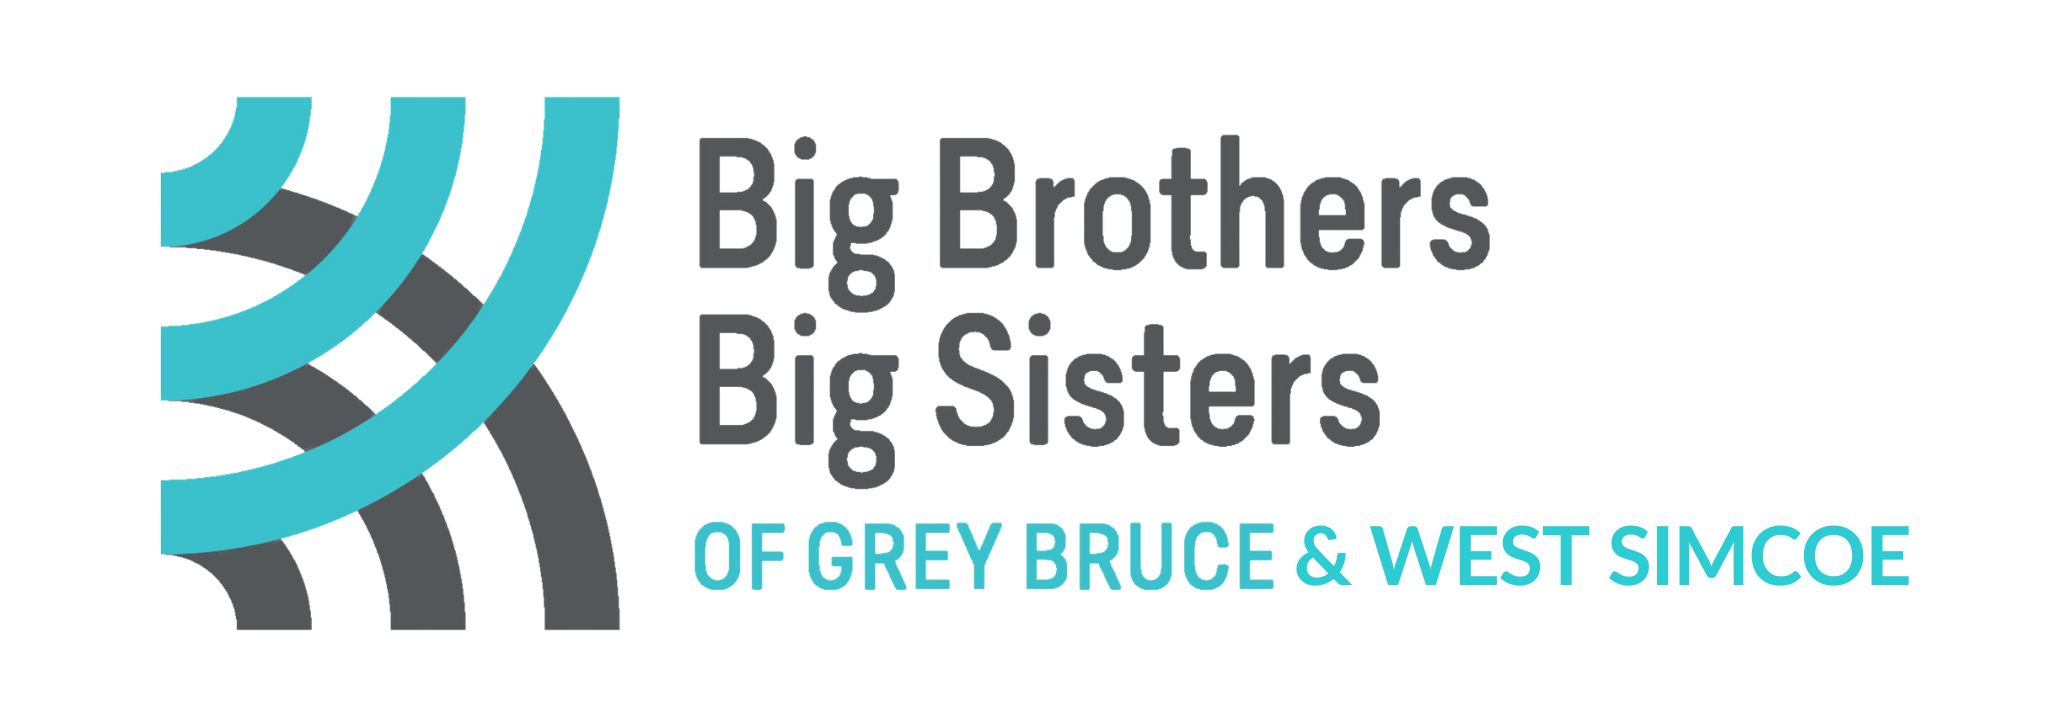 Big Brothers
Big Sisters
OF GREY BRUCE & WEST SIMCOE